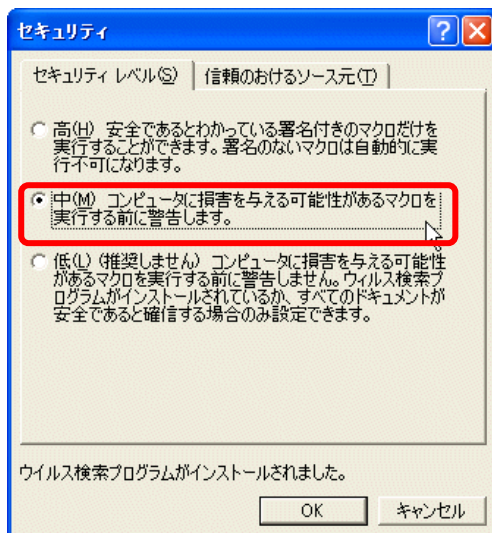 セキュリティ
セキュリティ レベル(S)
信頼のおけるソース元(T)
高(H) 安全であるとわかっている署名付きのマクロだけを
実行することができます。署名のないマクロは自動的に実
行不可になります。
中(M) コンピュータに損害を与える可能性があるマクロを
実行する前に警告します。
低(L) (推奨しません) コンピュータに損害を与える可能性
があるマクロを実行する前に警告しません。ウィルス検索プ
ログラムがインストールされているか、すべてのドキュメントが
安全であると確信する場合のみ設定できます。
ウイルス検索プログラムがインストールされました。
OK
キャンセル